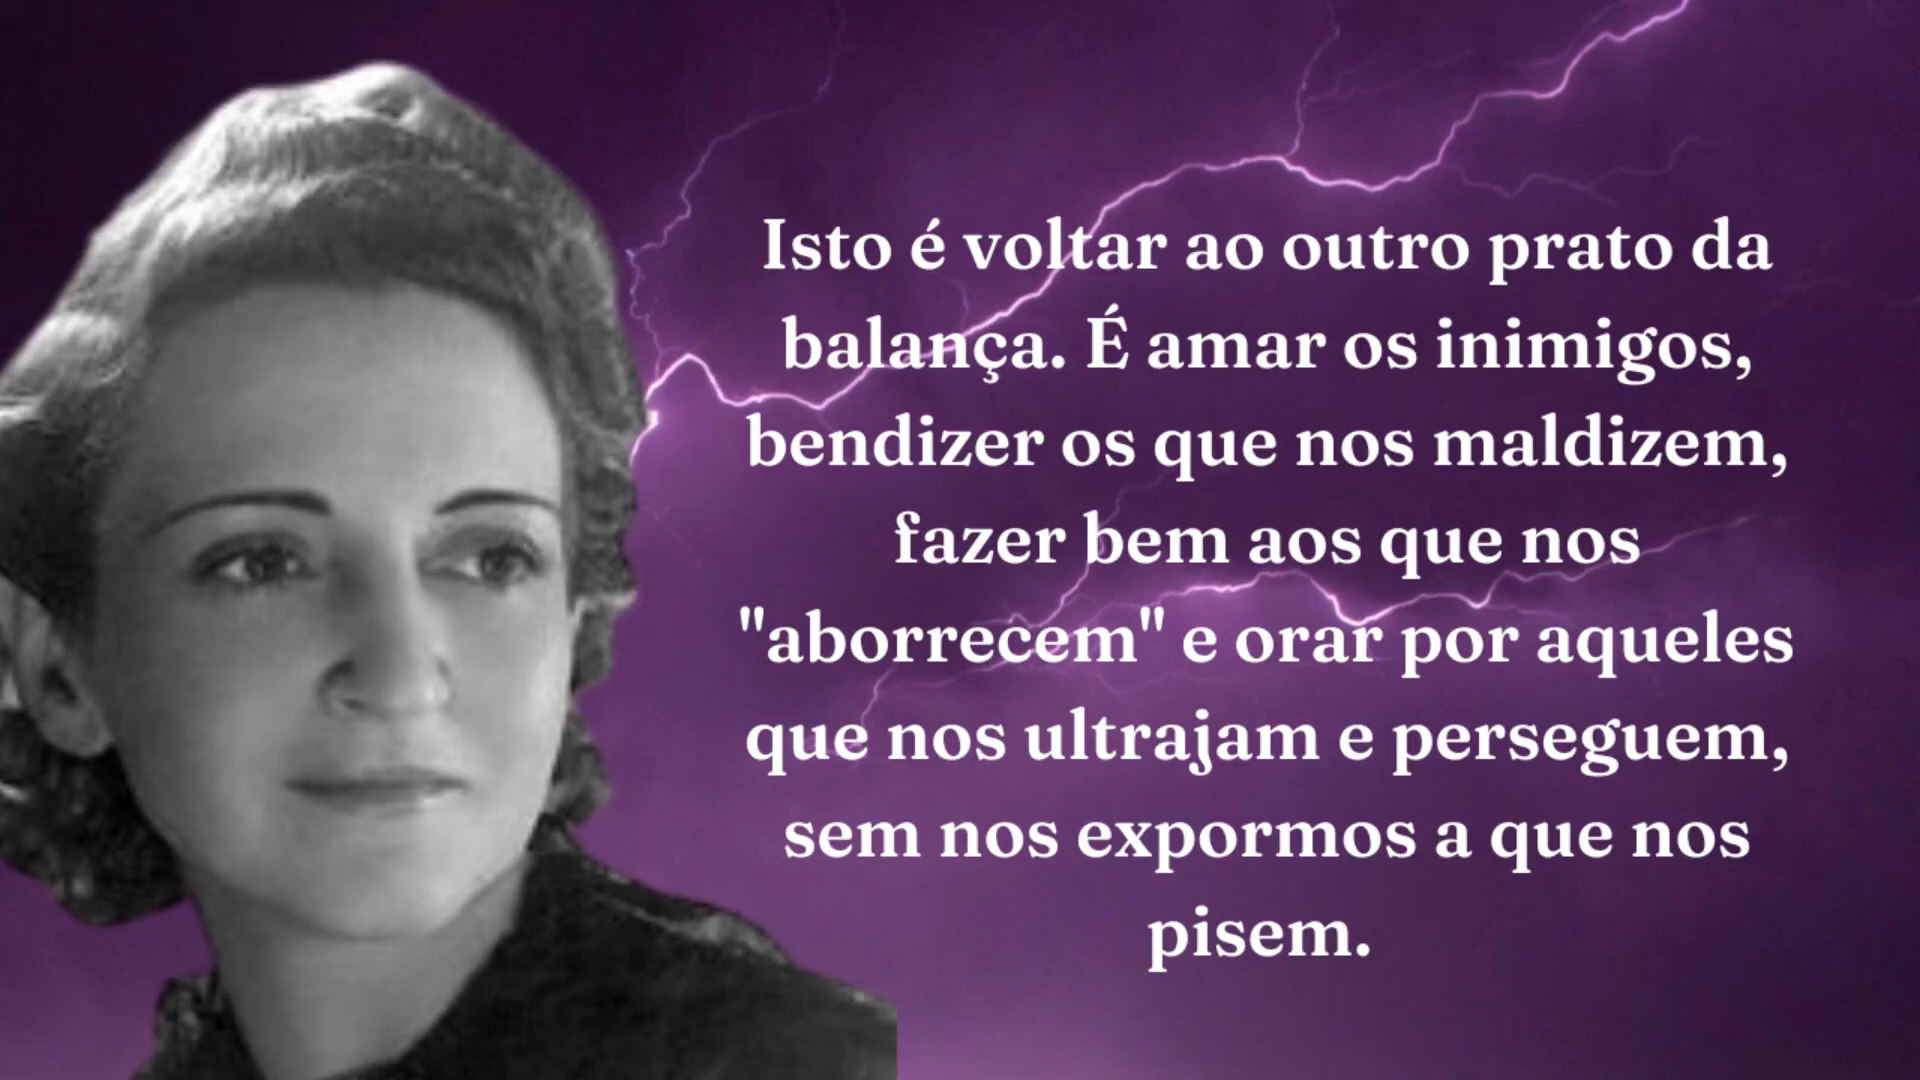 Isto é voltar ao outro prato da
balança. É amar os inimigos,
bendizer os que nos maldizem,
fazer bem aos que nos
"aborrecem" e orar por aqueles
que nos ultrajam e perseguem,
sem nos expormos a que nos
pisem.